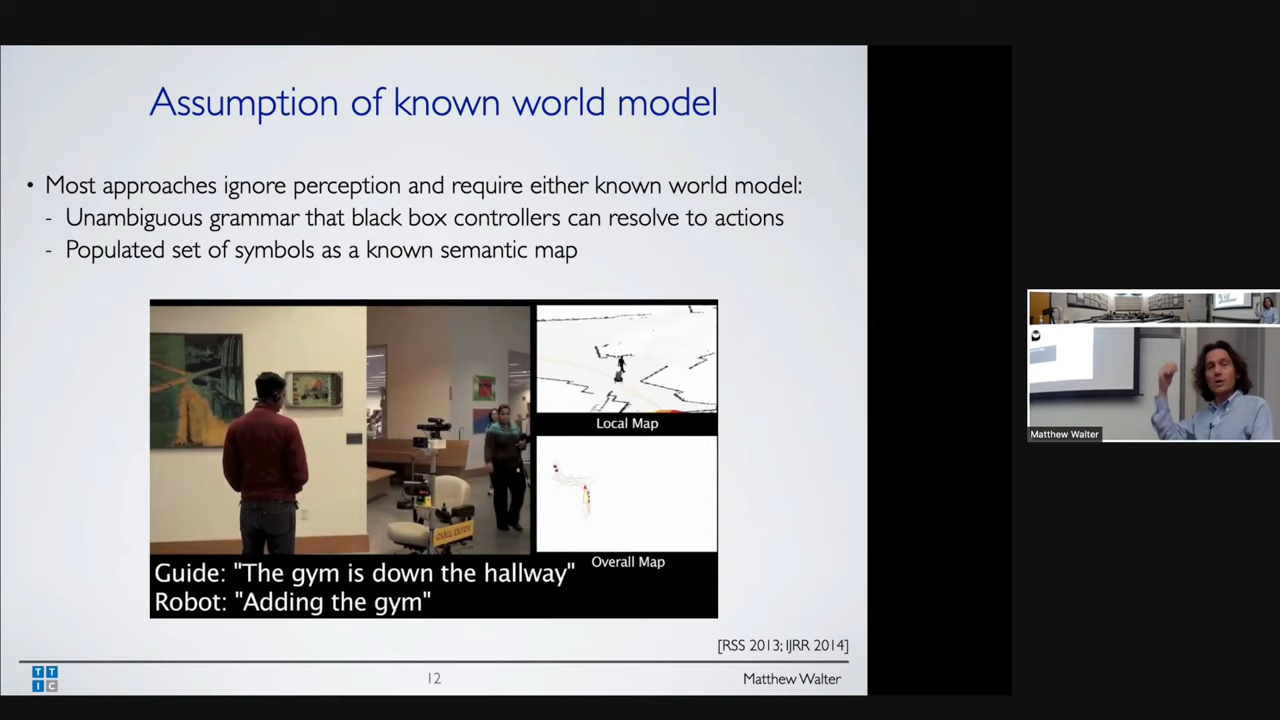 Assumption of known world model
• Most approaches ignore perception and require either known world model:
- Unambiguous grammar that black box controllers can resolve to actions
- Populated set of symbols as a known semantic map
Local Map
Overall Map
Guide: "The gym is down the hallway"
Robot: "Adding the gym"
[RSS 2013; IJRR 2014]
T T
I C
12
Matthew Walter
Matthew Walter